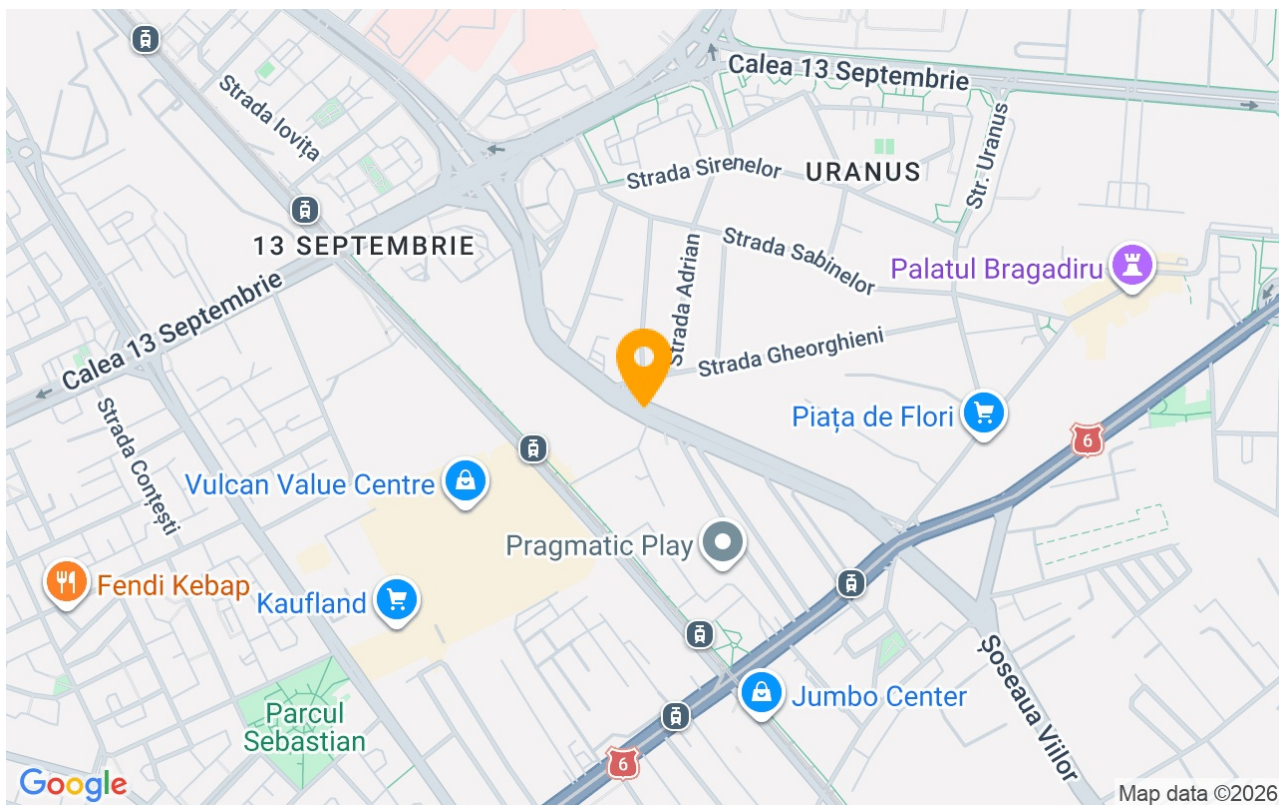 Calea 13 Septembrie
Strada Iovița
Strada Sirenelor
URANUS
Str. Uranus
13 SEPTEMBRIE
Strada Sabinelor
Palatul Bragadiru
Calea 13 Septembrie
Strada Adrian
Strada Gheorghieni
Strada Conțești
Piața de Flori
6
Vulcan Value Centre
Pragmatic Play
Fendi Kebap
Kaufland
Șoseaua Viilor
Jumbo Center
Parcul
Sebastian
6
Google
Map data ©2026